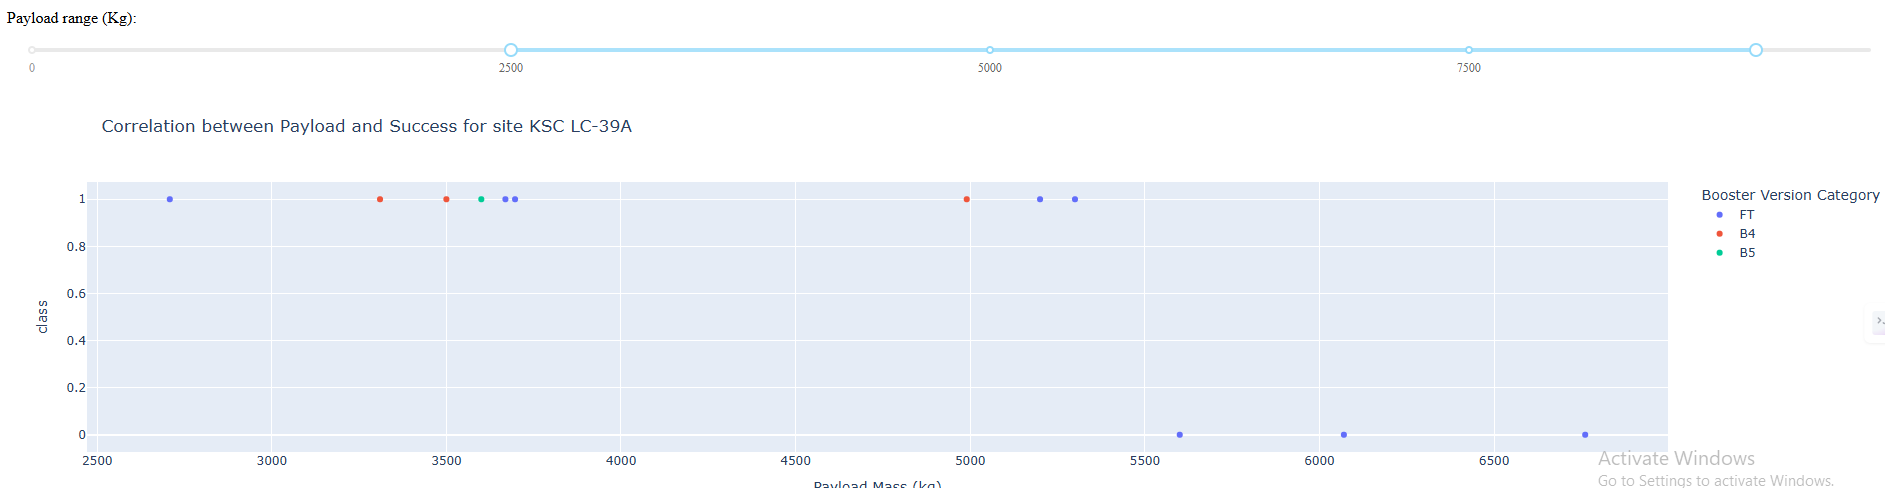 Payload range (Kg):
0 2500 5000 7500
Correlation between Payload and Success for site KSC LC-39A
Booster Version Category
FT
B4
B5
class
1
0.8
0.6
0.4
0.2
0
2500 3000 3500 4000 4500 5000 5500 6000 6500
Payload Mass (kg)
Activate Windows
Go to Settings to activate Windows.